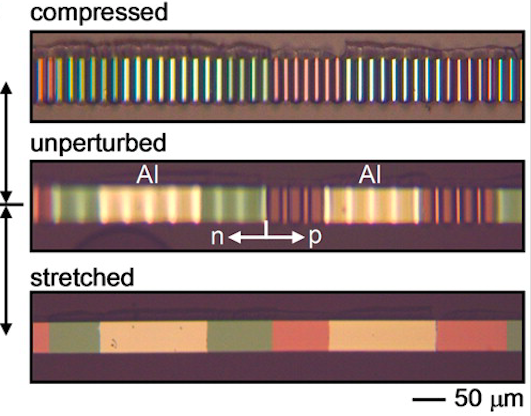 compressed
unperturbed
Al Al
n p
stretched
50 µm